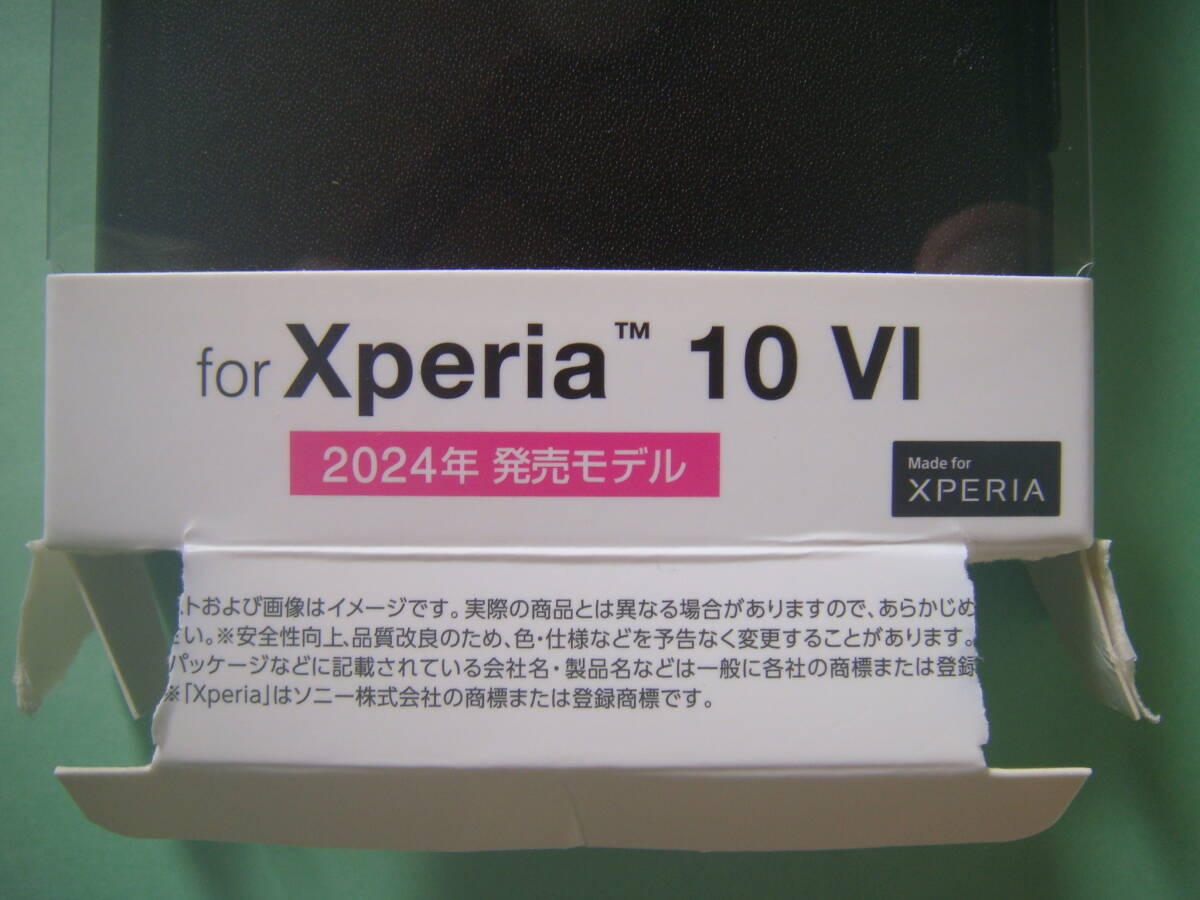 for Xperia™ 10 VI
2024年 発売モデル
Made for
XPERIA
トおよび画像はイメージです。実際の商品とは異なる場合がありますので、あらかじめ
い。※安全性向上、品質改良のため、色・仕様などを予告なく変更することがあります。
パッケージなどに記載されている会社名・製品名などは一般に各社の商標または登録
※「Xperia」はソニー株式会社の商標または登録商標です。